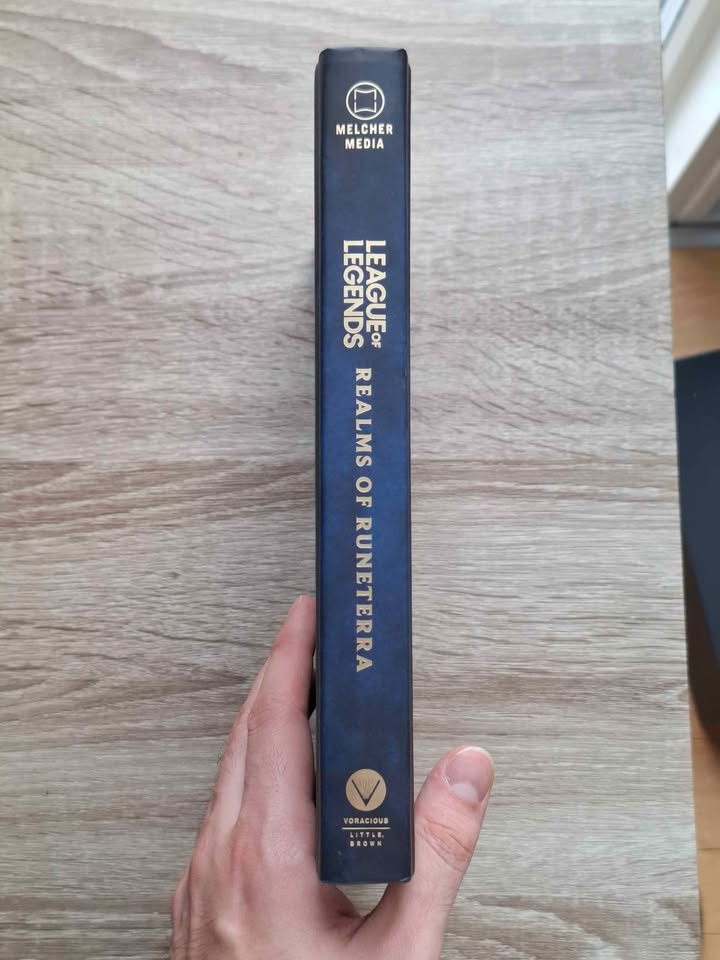 MELCHER
MEDIA
LEAGUE OF
LEGENDS
REALMS OF RUNETERRA
VORACIOUS
LITTLE,
BROWN